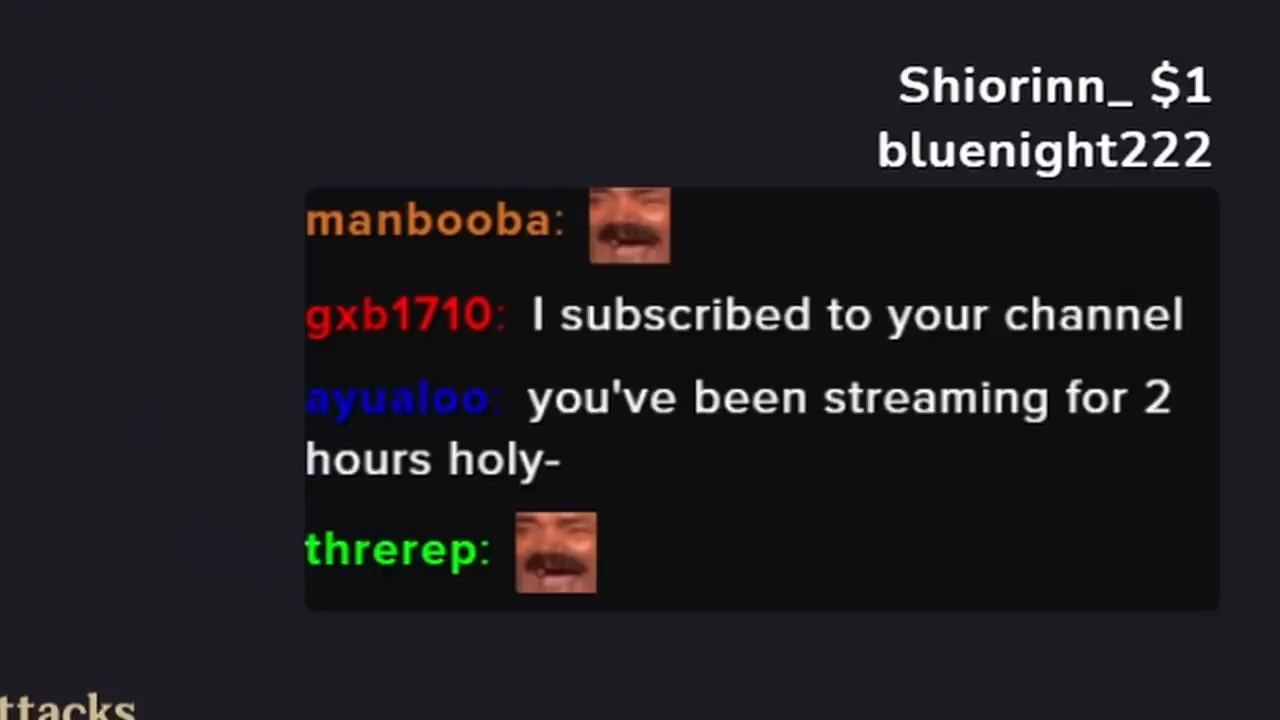 Shiorinn_ $1
bluenight222
manbooba:
gxb1710: I subscribed to your channel
ayualoo: you've been streaming for 2
hours holy-
threrep:
ttacks